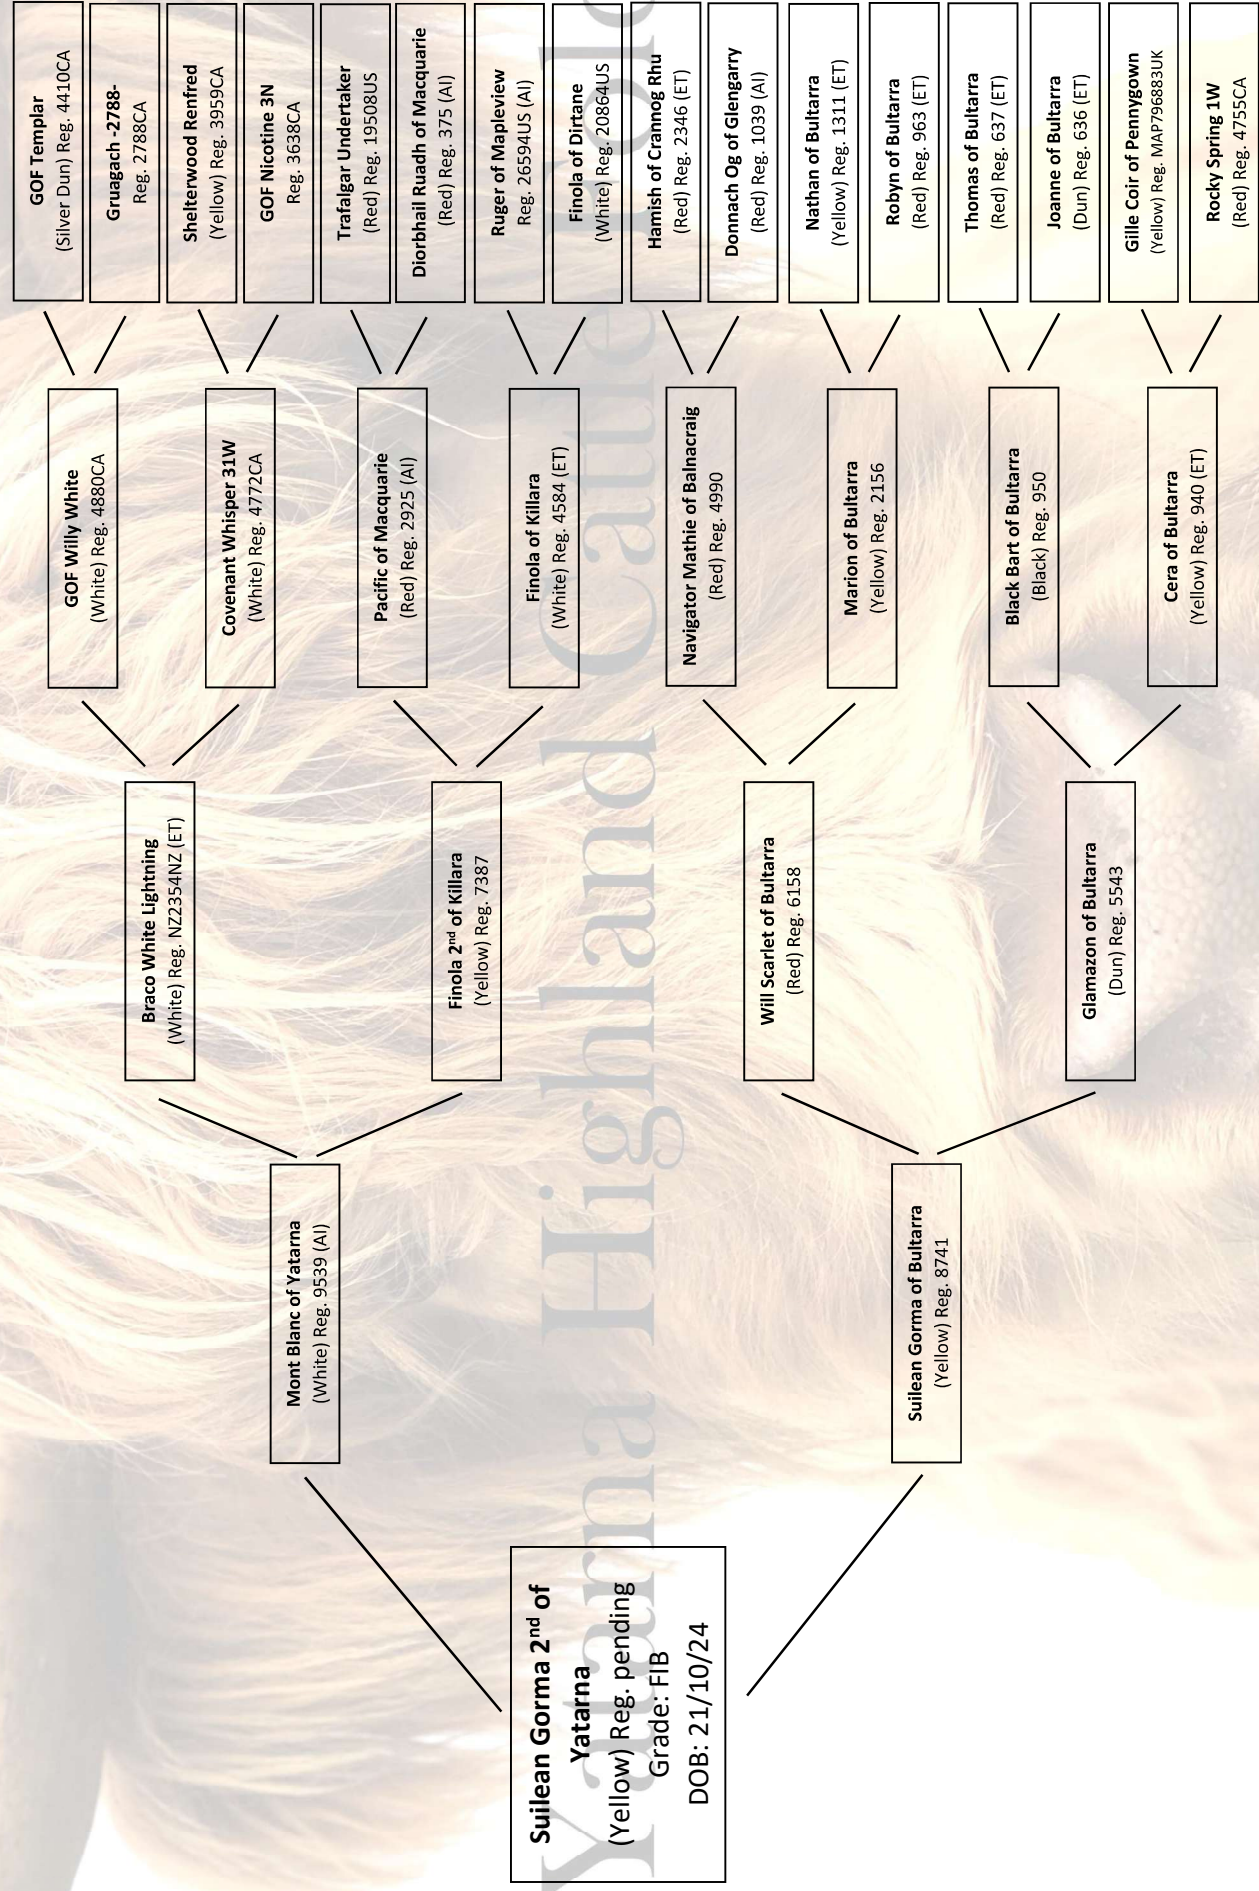 Yatarna Highland Cattle Fold
Suilean Gorma 2nd of
Yatarna
(Yellow) Reg. pending
Grade: FIB
DOB: 21/10/24
Mont Blanc of Yatarna
(White) Reg. 9539 (AI)
Suilean Gorma of Bultarra
(Yellow) Reg. 8741
Braco White Lightning
(White) Reg. NZ2354NZ (ET)
Finola 2nd of Killara
(Yellow) Reg. 7387
Will Scarlet of Bultarra
(Red) Reg. 6158
Glamazon of Bultarra
(Dun) Reg. 5543
GOF Willy White
(White) Reg. 4880CA
Covenant Whisper 31W
(White) Reg. 4772CA
Pacific of Macquarie
(Red) Reg. 2925 (AI)
Finola of Killara
(White) Reg. 4584 (ET)
Navigator Mathie of Balnacraig
(Red) Reg. 4990
Marion of Bultarra
(Yellow) Reg. 2156
Black Bart of Bultarra
(Black) Reg. 950
Cera of Bultarra
(Yellow) Reg. 940 (ET)
GOF Templar
(Silver Dun) Reg. 4410CA
Gruagach -2788-
Reg. 2788CA
Shelterwood Renfred
(Yellow) Reg. 3959CA
GOF Nicotine 3N
Reg. 3638CA
Trafalgar Undertaker
(Red) Reg. 19508US
Diorbhail Ruadh of Macquarie
(Red) Reg. 375 (AI)
Ruger of Mapleview
Reg. 26594US (AI)
Finola of Dirtane
(White) Reg. 20864US
Hamish of Crannog Rhu
(Red) Reg. 2346 (ET)
Donnach Og of Glengarry
(Red) Reg. 1039 (AI)
Nathan of Bultarra
(Yellow) Reg. 1311 (ET)
Robyn of Bultarra
(Red) Reg. 963 (ET)
Thomas of Bultarra
(Red) Reg. 637 (ET)
Joanne of Bultarra
(Dun) Reg. 636 (ET)
Gille Coir of Pennygown
(Yellow) Reg. MAP796883UK
Rocky Spring 1W
(Red) Reg. 4755CA